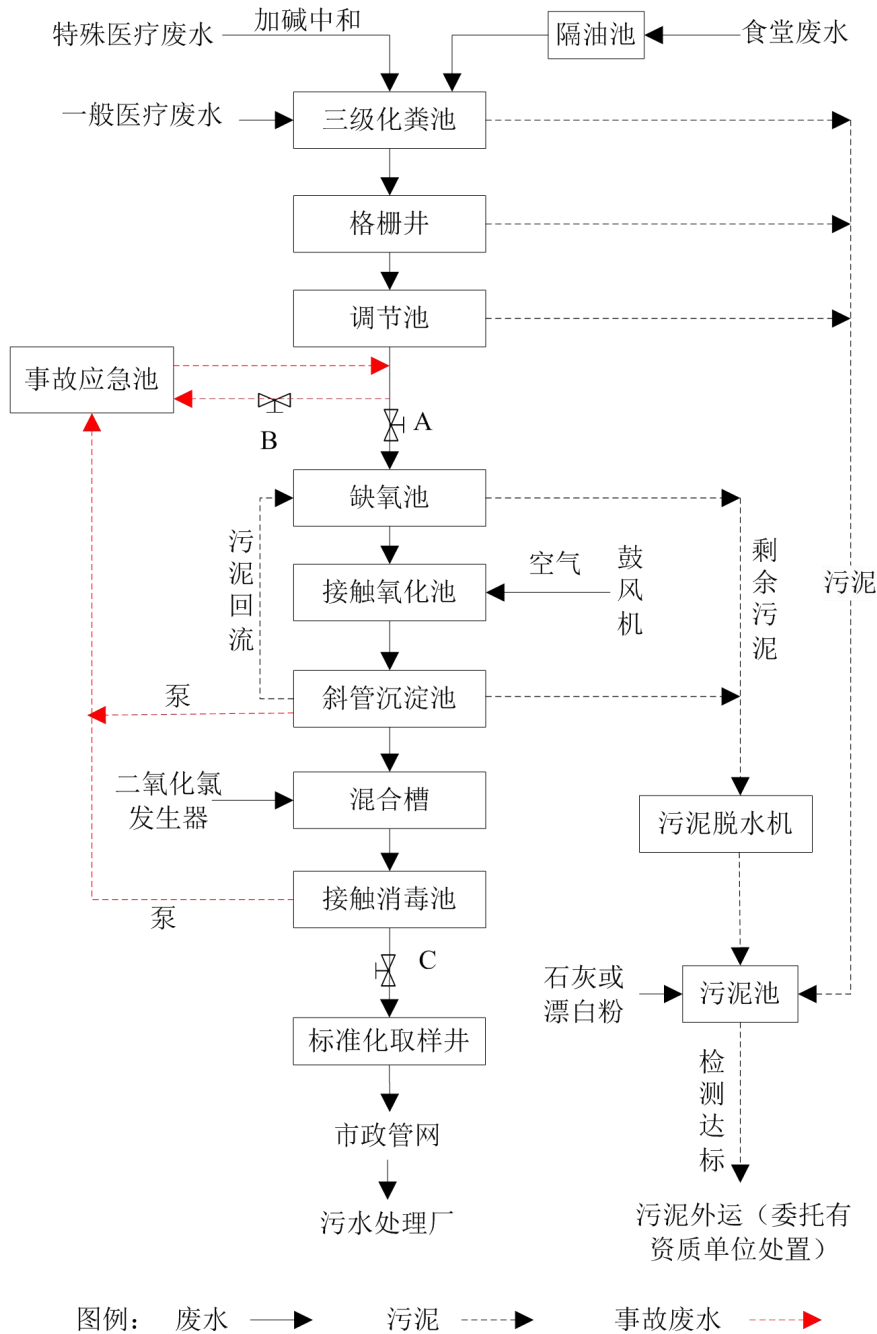 特殊医疗废水
加碱中和
隔油池
食堂废水
一般医疗废水
三级化粪池
格栅井
调节池
事故应急池
B
A
缺氧池
污泥回流
接触氧化池
空气
鼓风机
剩余污泥
污泥
斜管沉淀池
泵
二氧化氯
发生器
混合槽
污泥脱水机
接触消毒池
泵
C
石灰或
漂白粉
污泥池
标准化取样井
检测达标
市政管网
污水处理厂
污泥外运（委托有
资质单位处置）
图例： 废水 污泥 事故废水